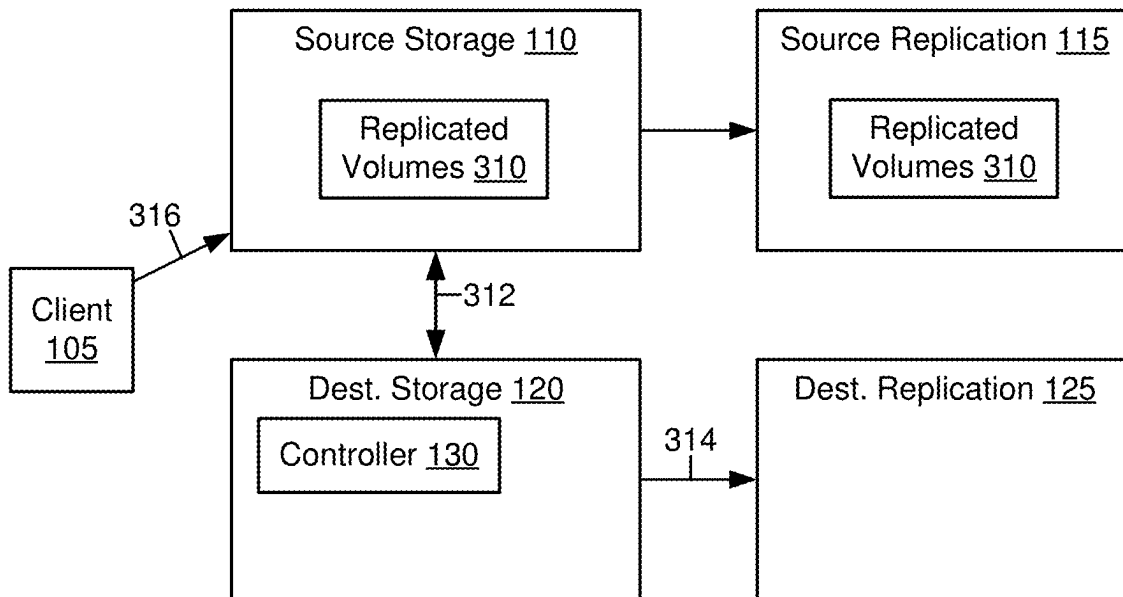 Source Storage 110
Replicated
Volumes 310
Source Replication 115
Replicated
Volumes 310
316
Client
105
312
Dest. Storage 120
Controller 130
314
Dest. Replication 125